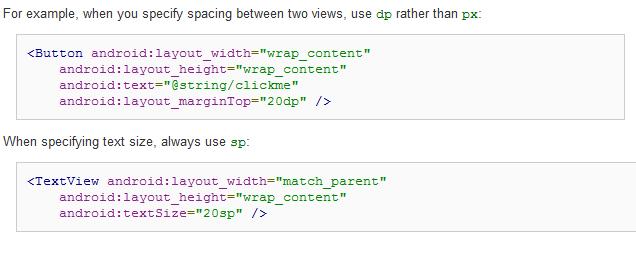 For example, when you specify spacing between two views, use dp rather than px:
<Button android:layout_width="wrap_content"
    android:layout_height="wrap_content"
    android:text="@string/clickme"
    android:layout_marginTop="20dp" />
When specifying text size, always use sp:
<TextView android:layout_width="match_parent"
    android:layout_height="wrap_content"
    android:textSize="20sp" />